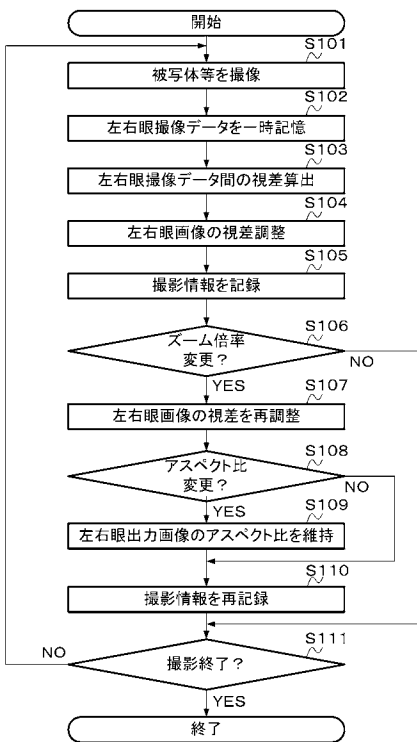 開始
S101
被写体等を撮像
S102
左右眼撮像データを一時記憶
S103
左右眼撮像データ間の視差算出
S104
左右眼画像の視差調整
S105
撮影情報を記録
S106
ズーム倍率
変更？
NO
YES
S107
左右眼画像の視差を再調整
S108
アスペクト比
変更？
NO
YES
S109
左右眼出力画像のアスペクト比を維持
S110
撮影情報を再記録
S111
NO
撮影終了？
YES
終了